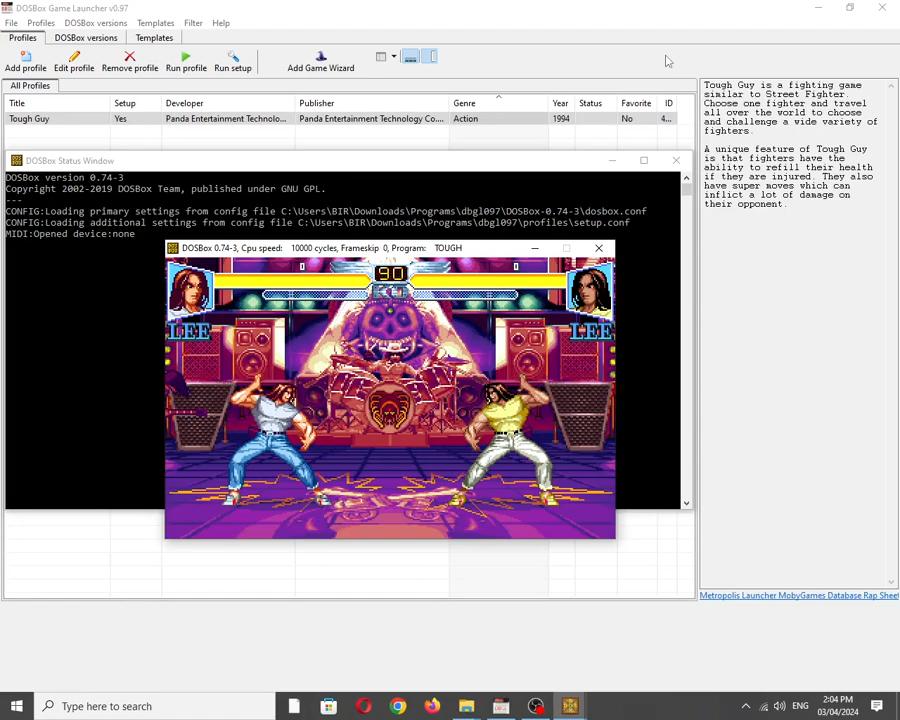 DOSBox Game Launcher v0.97
File Profiles DOSBox versions Templates Filter Help
Profiles DOSBox versions Templates
Add profile Edit profile Remove profile Run profile Run setup Add Game Wizard
All Profiles
Title Setup Developer Publisher Genre Year Status Favorite ID
Tough Guy Yes Panda Entertainment Technolo... Panda Entertainment Technology Co.... Action 1994 No 4...
Tough Guy is a fighting game
similar to Street Fighter.
Choose one fighter and travel
all over the world to choose
and challenge a wide variety of
fighters.
A unique feature of Tough Guy
is that fighters have the
ability to refill their health
if they are injured. They also
have super moves which can
inflict a lot of damage on
their opponent.
DOSBox Status Window
DOSBox version 0.74-3
Copyright 2002-2019 DOSBox Team, published under GNU GPL.
---
CONFIG:Loading primary settings from config file C:\Users\BIR\Downloads\Programs\dbgl097\DOSBox-0.74-3\dosbox.conf
CONFIG:Loading additional settings from config file C:\Users\BIR\Downloads\Programs\dbgl097\profiles\setup.conf
MIDI:Opened device:none
DOSBox 0.74-3, Cpu speed: 10000 cycles, Frameskip 0, Program: TOUGH
0 90 0
KO
LEE LEE
Metropolis Launcher MobyGames Database Rap Shee
Type here to search
ENG
2:04 PM
03/04/2024